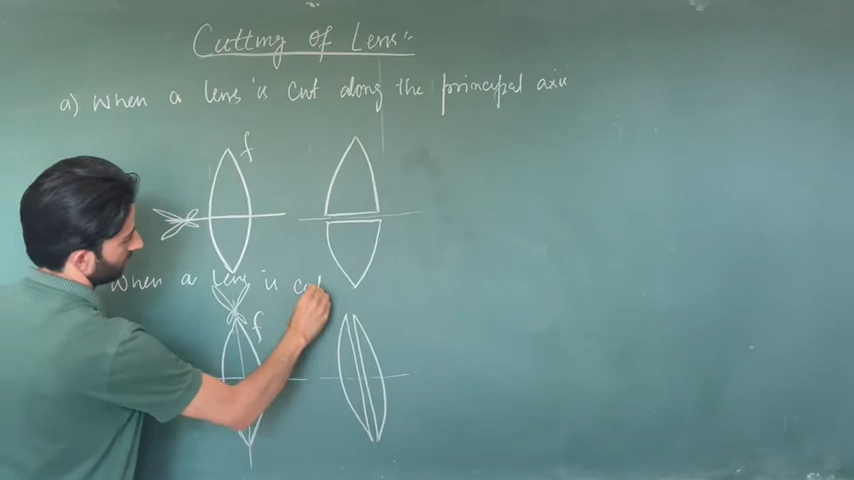 Cutting of Lens:-
a) When a lens is cut along the principal axis
f
When a lens is cut
f